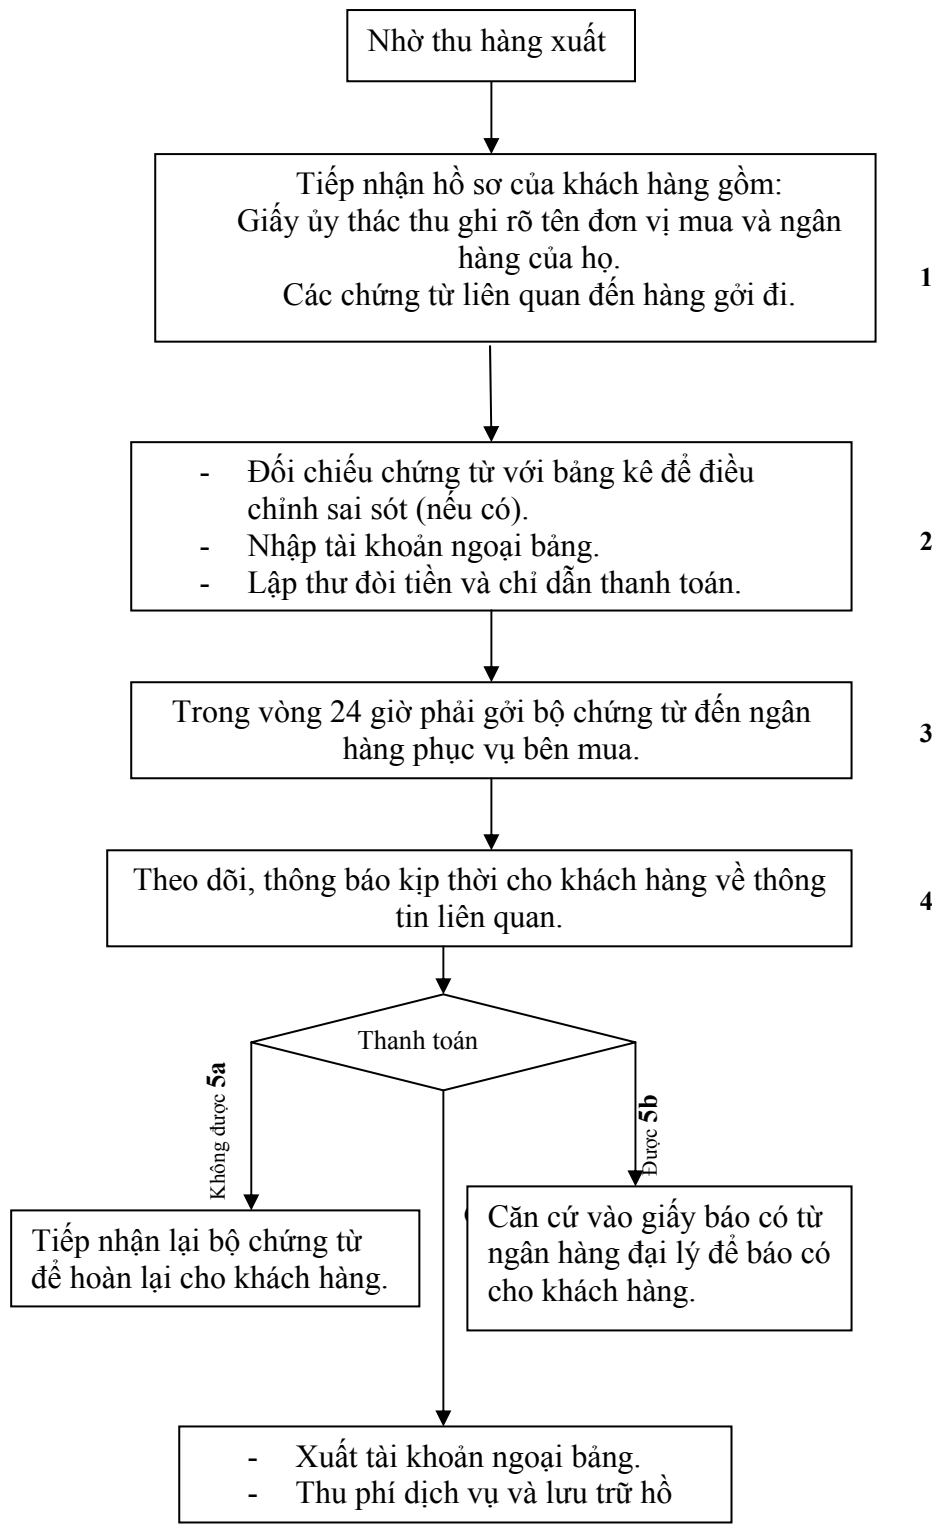 Nhờ thu hàng xuất
Tiếp nhận hồ sơ của khách hàng gồm:
Giấy ủy thác thu ghi rõ tên đơn vị mua và ngân
hàng của họ.
Các chứng từ liên quan đến hàng gởi đi.
1
- Đối chiếu chứng từ với bảng kê để điều
chỉnh sai sót (nếu có).
- Nhập tài khoản ngoại bảng.
- Lập thư đòi tiền và chỉ dẫn thanh toán.
2
Trong vòng 24 giờ phải gởi bộ chứng từ đến ngân
hàng phục vụ bên mua.
3
Theo dõi, thông báo kịp thời cho khách hàng về thông
tin liên quan.
4
Thanh toán
Không được 5a
Được 5b
Tiếp nhận lại bộ chứng từ
để hoàn lại cho khách hàng.
Căn cứ vào giấy báo có từ
ngân hàng đại lý để báo có
cho khách hàng.
- Xuất tài khoản ngoại bảng.
- Thu phí dịch vụ và lưu trữ hồ